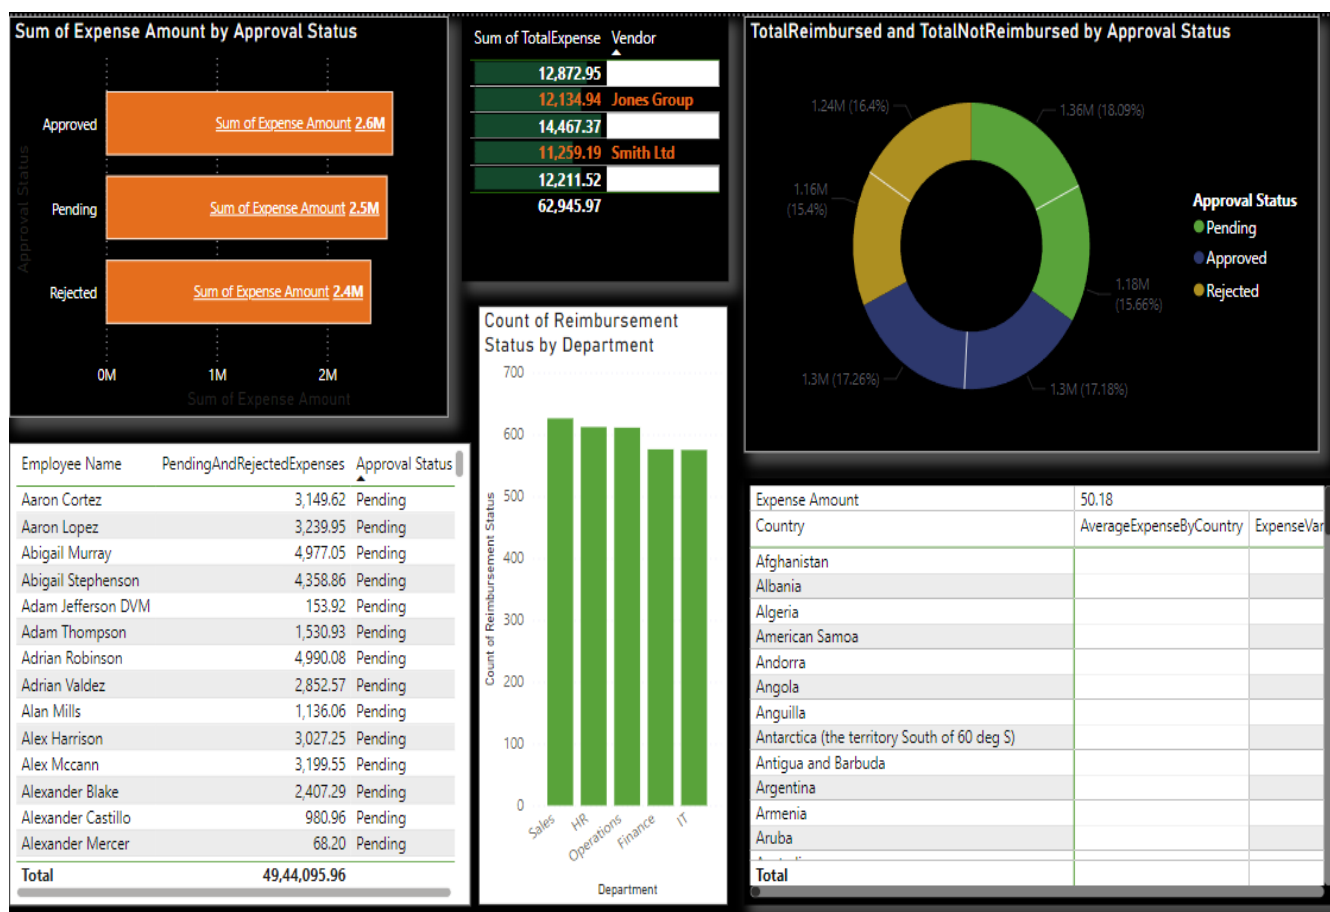 Sum of Expense Amount by Approval Status
Approval Status
Approved
Sum of Expense Amount 2.6M
Pending
Sum of Expense Amount 2.5M
Rejected
Sum of Expense Amount 2.4M
0M 1M 2M
Sum of Expense Amount
Sum of TotalExpense Vendor
12,872.95
12,134.94 Jones Group
14,467.37
11,259.19 Smith Ltd
12,211.52
62,945.97
TotalReimbursed and TotalNotReimbursed by Approval Status
1.24M (16.4%)
1.36M (18.09%)
1.16M
(15.4%)
1.18M
(15.66%)
1.3M (17.26%)
1.3M (17.18%)
Approval Status
Pending
Approved
Rejected
Employee Name PendingAndRejectedExpenses Approval Status
Aaron Cortez 3,149.62 Pending
Aaron Lopez 3,239.95 Pending
Abigail Murray 4,977.05 Pending
Abigail Stephenson 4,358.86 Pending
Adam Jefferson DVM 153.92 Pending
Adam Thompson 1,530.93 Pending
Adrian Robinson 4,990.08 Pending
Adrian Valdez 2,852.57 Pending
Alan Mills 1,136.06 Pending
Alex Harrison 3,027.25 Pending
Alex Mccann 3,199.55 Pending
Alexander Blake 2,407.29 Pending
Alexander Castillo 980.96 Pending
Alexander Mercer 68.20 Pending
Total 49,44,095.96
Count of Reimbursement
Status by Department
Count of Reimbursement Status
700
600
500
400
300
200
100
0
Sales HR Operations Finance IT
Department
Expense Amount 50.18
Country AverageExpenseByCountry ExpenseVar
Afghanistan
Albania
Algeria
American Samoa
Andorra
Angola
Anguilla
Antarctica (the territory South of 60 deg S)
Antigua and Barbuda
Argentina
Armenia
Aruba
Total